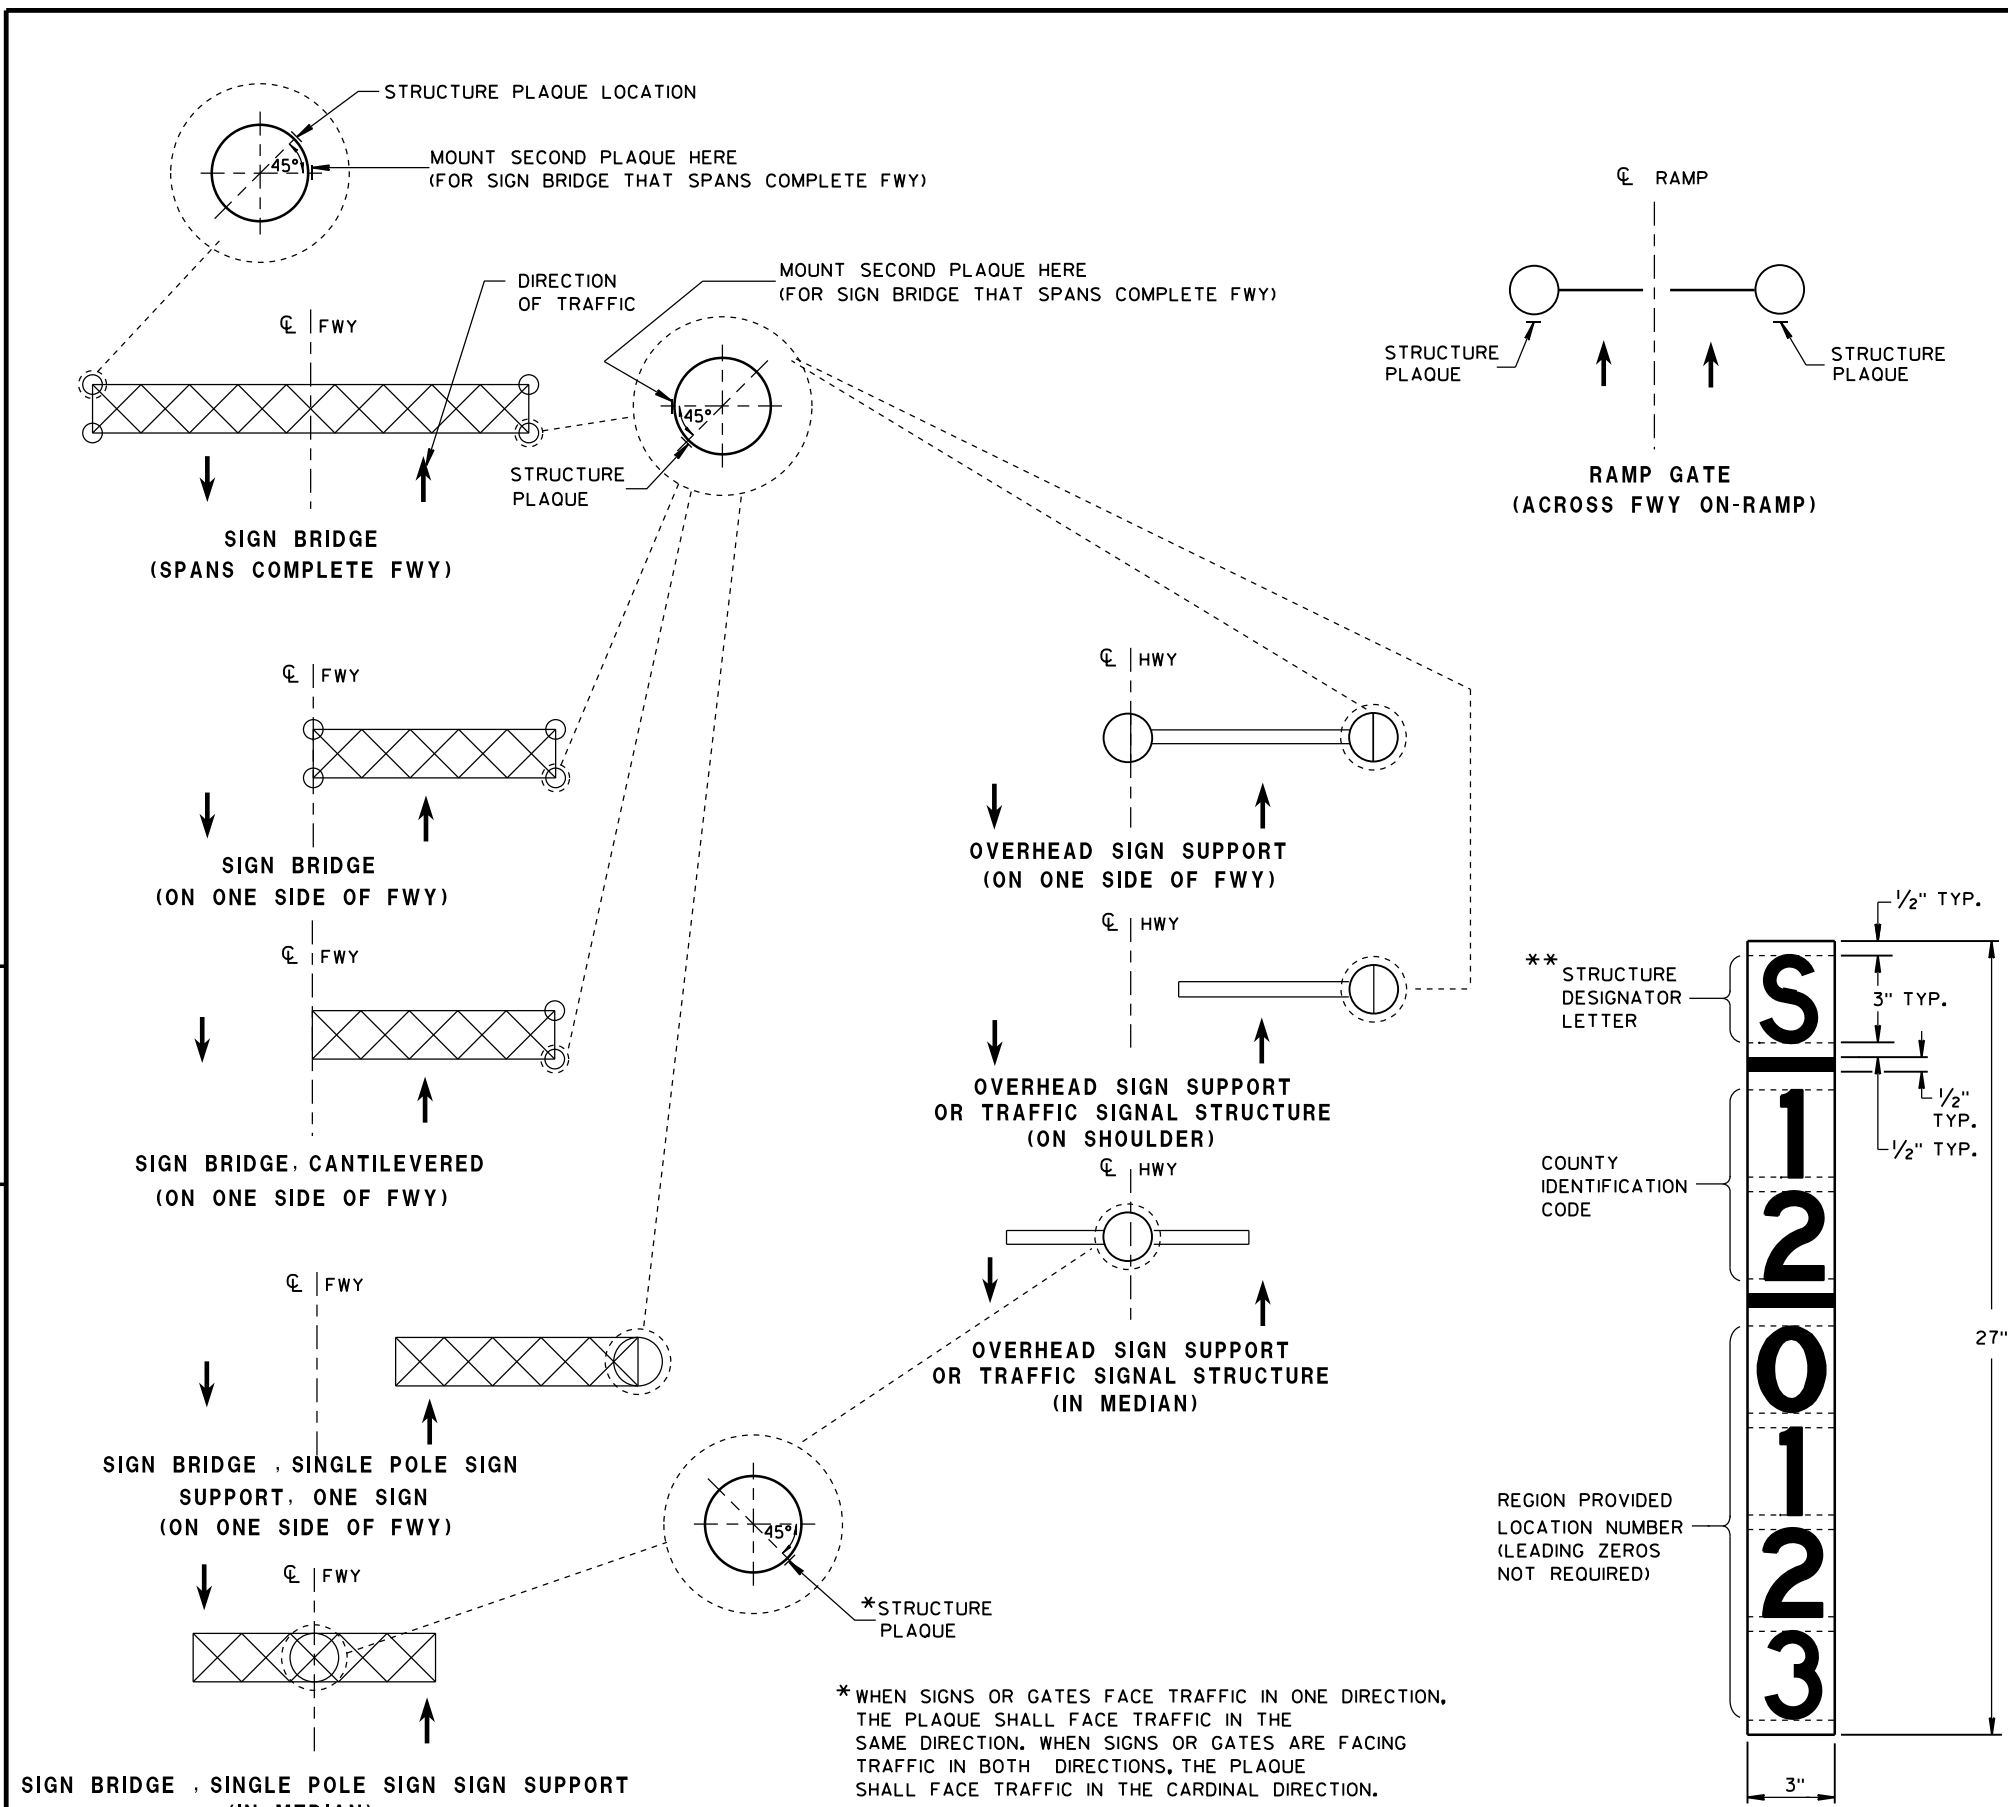 STRUCTURE PLAQUE LOCATION
45°
MOUNT SECOND PLAQUE HERE
(FOR SIGN BRIDGE THAT SPANS COMPLETE FWY)
DIRECTION
OF TRAFFIC
MOUNT SECOND PLAQUE HERE
(FOR SIGN BRIDGE THAT SPANS COMPLETE FWY)
℄ FWY
45°
STRUCTURE
PLAQUE
SIGN BRIDGE
(SPANS COMPLETE FWY)
℄ RAMP
STRUCTURE
PLAQUE
STRUCTURE
PLAQUE
RAMP GATE
(ACROSS FWY ON-RAMP)
℄ FWY
SIGN BRIDGE
(ON ONE SIDE OF FWY)
℄ HWY
OVERHEAD SIGN SUPPORT
(ON ONE SIDE OF FWY)
℄ FWY
SIGN BRIDGE, CANTILEVERED
(ON ONE SIDE OF FWY)
℄ HWY
OVERHEAD SIGN SUPPORT
OR TRAFFIC SIGNAL STRUCTURE
(ON SHOULDER)
℄ FWY
SIGN BRIDGE , SINGLE POLE SIGN
SUPPORT, ONE SIGN
(ON ONE SIDE OF FWY)
℄ HWY
OVERHEAD SIGN SUPPORT
OR TRAFFIC SIGNAL STRUCTURE
(IN MEDIAN)
℄ FWY
45°
*STRUCTURE
PLAQUE
SIGN BRIDGE , SINGLE POLE SIGN SIGN SUPPORT
(IN MEDIAN)
* WHEN SIGNS OR GATES FACE TRAFFIC IN ONE DIRECTION,
THE PLAQUE SHALL FACE TRAFFIC IN THE
SAME DIRECTION. WHEN SIGNS OR GATES ARE FACING
TRAFFIC IN BOTH DIRECTIONS, THE PLAQUE
SHALL FACE TRAFFIC IN THE CARDINAL DIRECTION.
** STRUCTURE
DESIGNATOR
LETTER
COUNTY
IDENTIFICATION
CODE
REGION PROVIDED
LOCATION NUMBER
(LEADING ZEROS
NOT REQUIRED)
S
1
2
0
1
2
3
1/2" TYP.
3" TYP.
1/2"
TYP.
1/2" TYP.
27"
3"